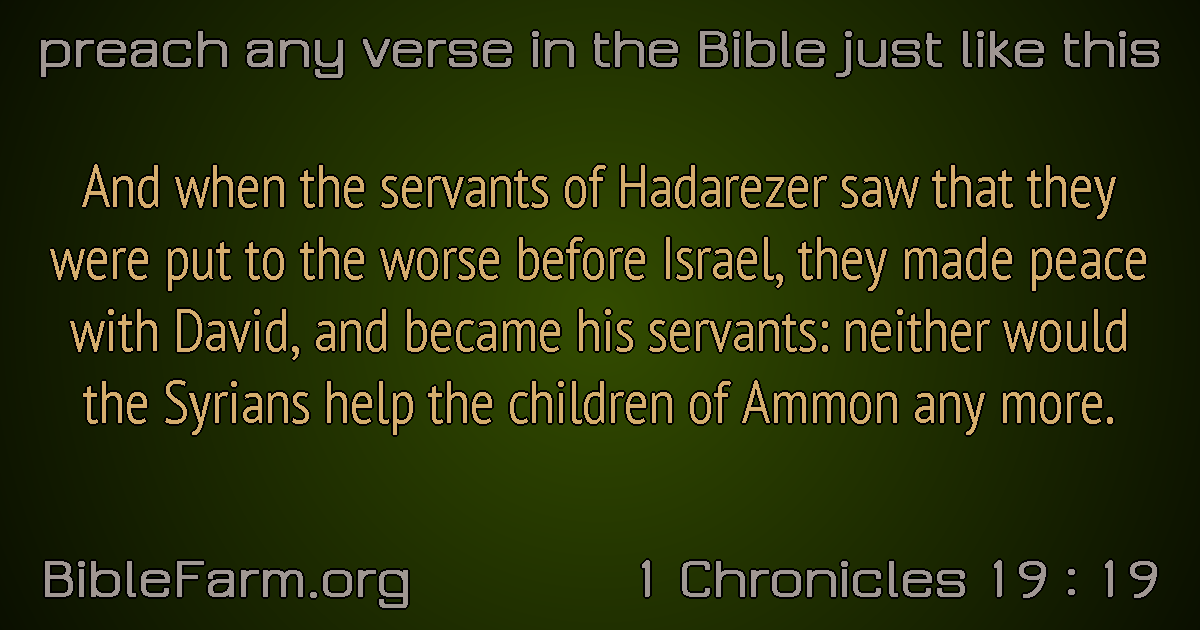 preach any verse in the Bible just like this
And when the servants of Hadarezer saw that they
were put to the worse before Israel, they made peace
with David, and became his servants: neither would
the Syrians help the children of Ammon any more.
BibleFarm.org 1 Chronicles 19 : 19